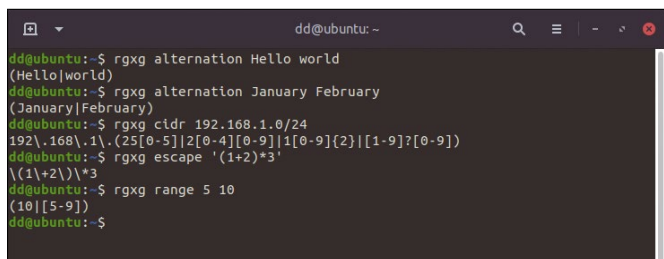 dd@ubuntu: ~
dd@ubuntu:~$ rgxg alternation Hello world
(Hello|world)
dd@ubuntu:~$ rgxg alternation January February
(January|February)
dd@ubuntu:~$ rgxg cidr 192.168.1.0/24
192\.168\.1\.(25[0-5]|2[0-4][0-9]|1[0-9]{2}|[1-9]?[0-9])
dd@ubuntu:~$ rgxg escape '(1+2)*3'
\(1\+2\)\*3
dd@ubuntu:~$ rgxg range 5 10
(10|[5-9])
dd@ubuntu:~$